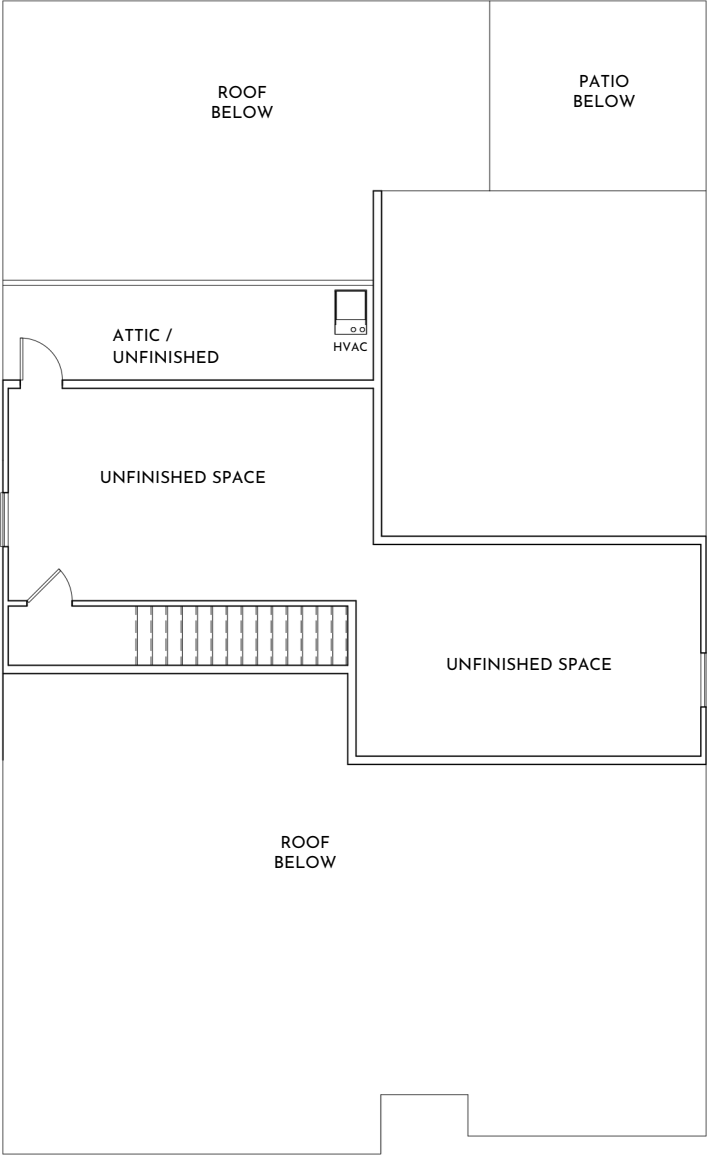 ROOF
BELOW
PATIO
BELOW
ATTIC /
UNFINISHED
HVAC
UNFINISHED SPACE
UNFINISHED SPACE
ROOF
BELOW